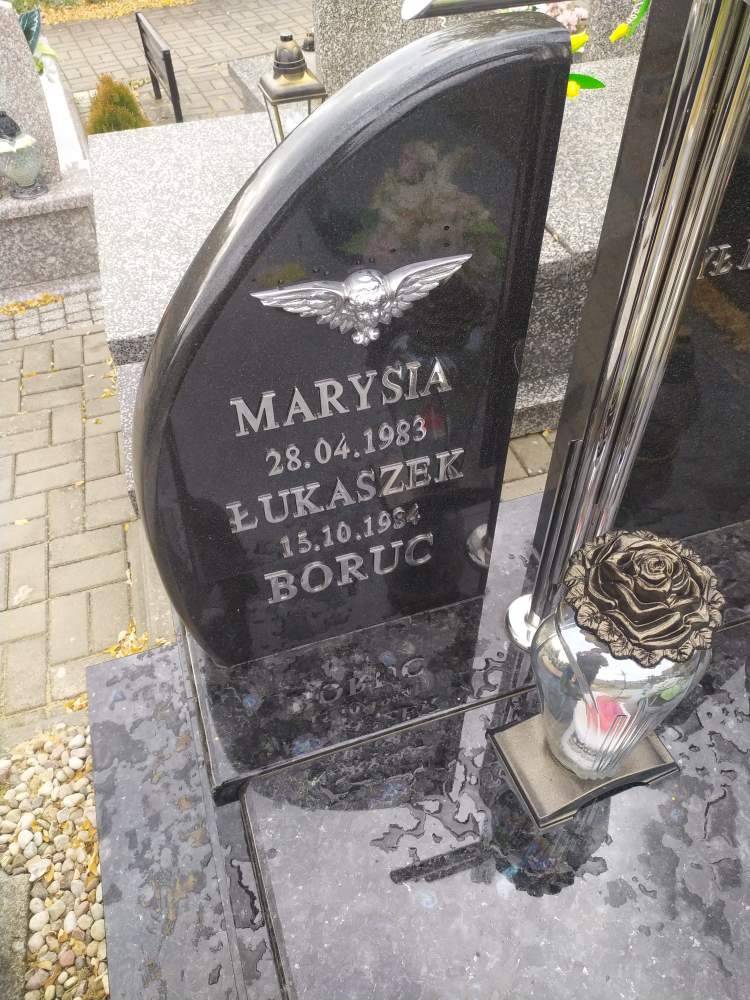 MARYSIA
28.04.1983
ŁUKASZEK
15.10.1984
BORUC